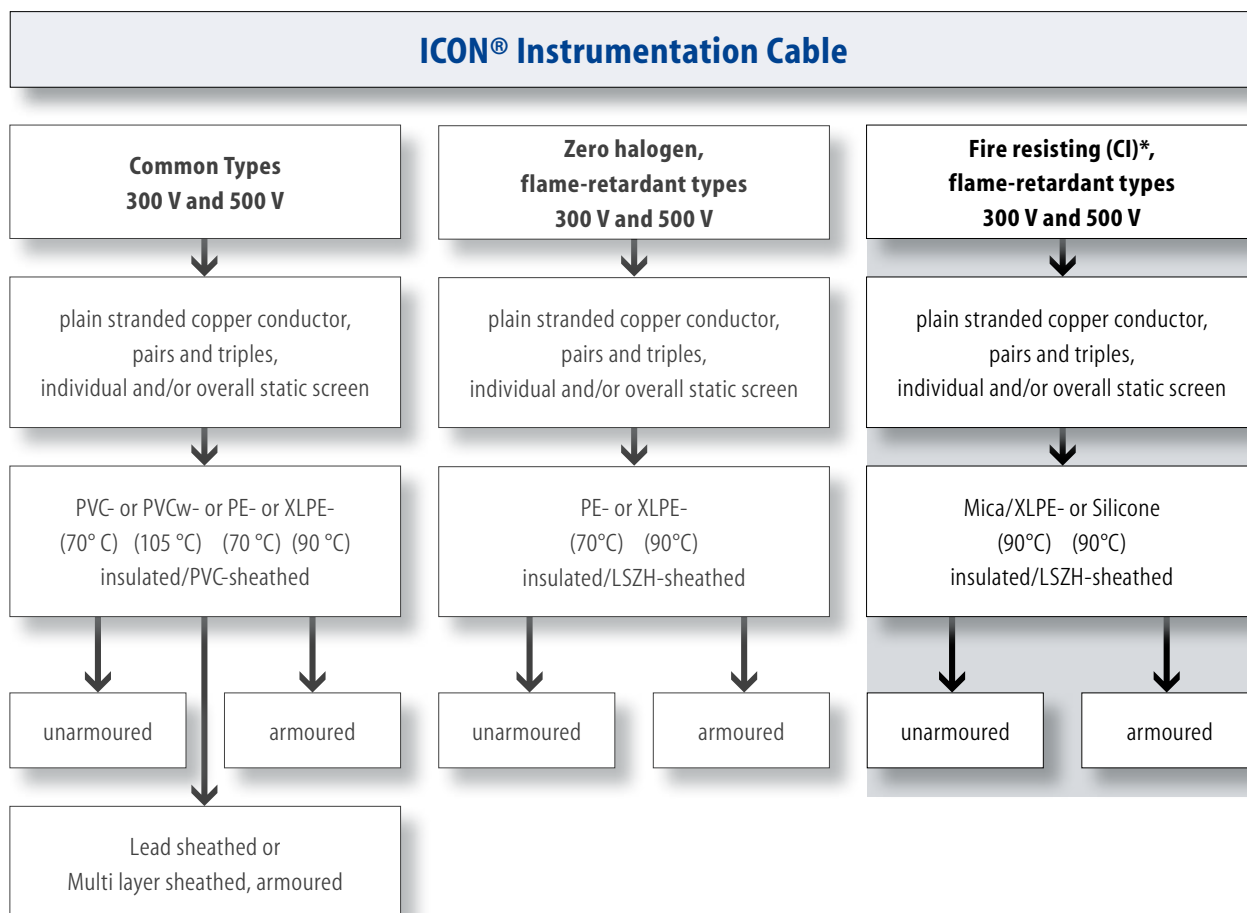 ICON® Instrumentation Cable
Common Types
300 V and 500 V
plain stranded copper conductor,
pairs and triples,
individual and/or overall static screen
PVC- or PVCw- or PE- or XLPE-
(70° C) (105 °C) (70 °C) (90 °C)
insulated/PVC-sheathed
unarmoured
armoured
Lead sheathed or
Multi layer sheathed, armoured
Zero halogen,
flame-retardant types
300 V and 500 V
plain stranded copper conductor,
pairs and triples,
individual and/or overall static screen
PE- or XLPE-
(70°C) (90°C)
insulated/LSZH-sheathed
unarmoured
armoured
Fire resisting (CI)*,
flame-retardant types
300 V and 500 V
plain stranded copper conductor,
pairs and triples,
individual and/or overall static screen
Mica/XLPE- or Silicone
(90°C) (90°C)
insulated/LSZH-sheathed
unarmoured
armoured